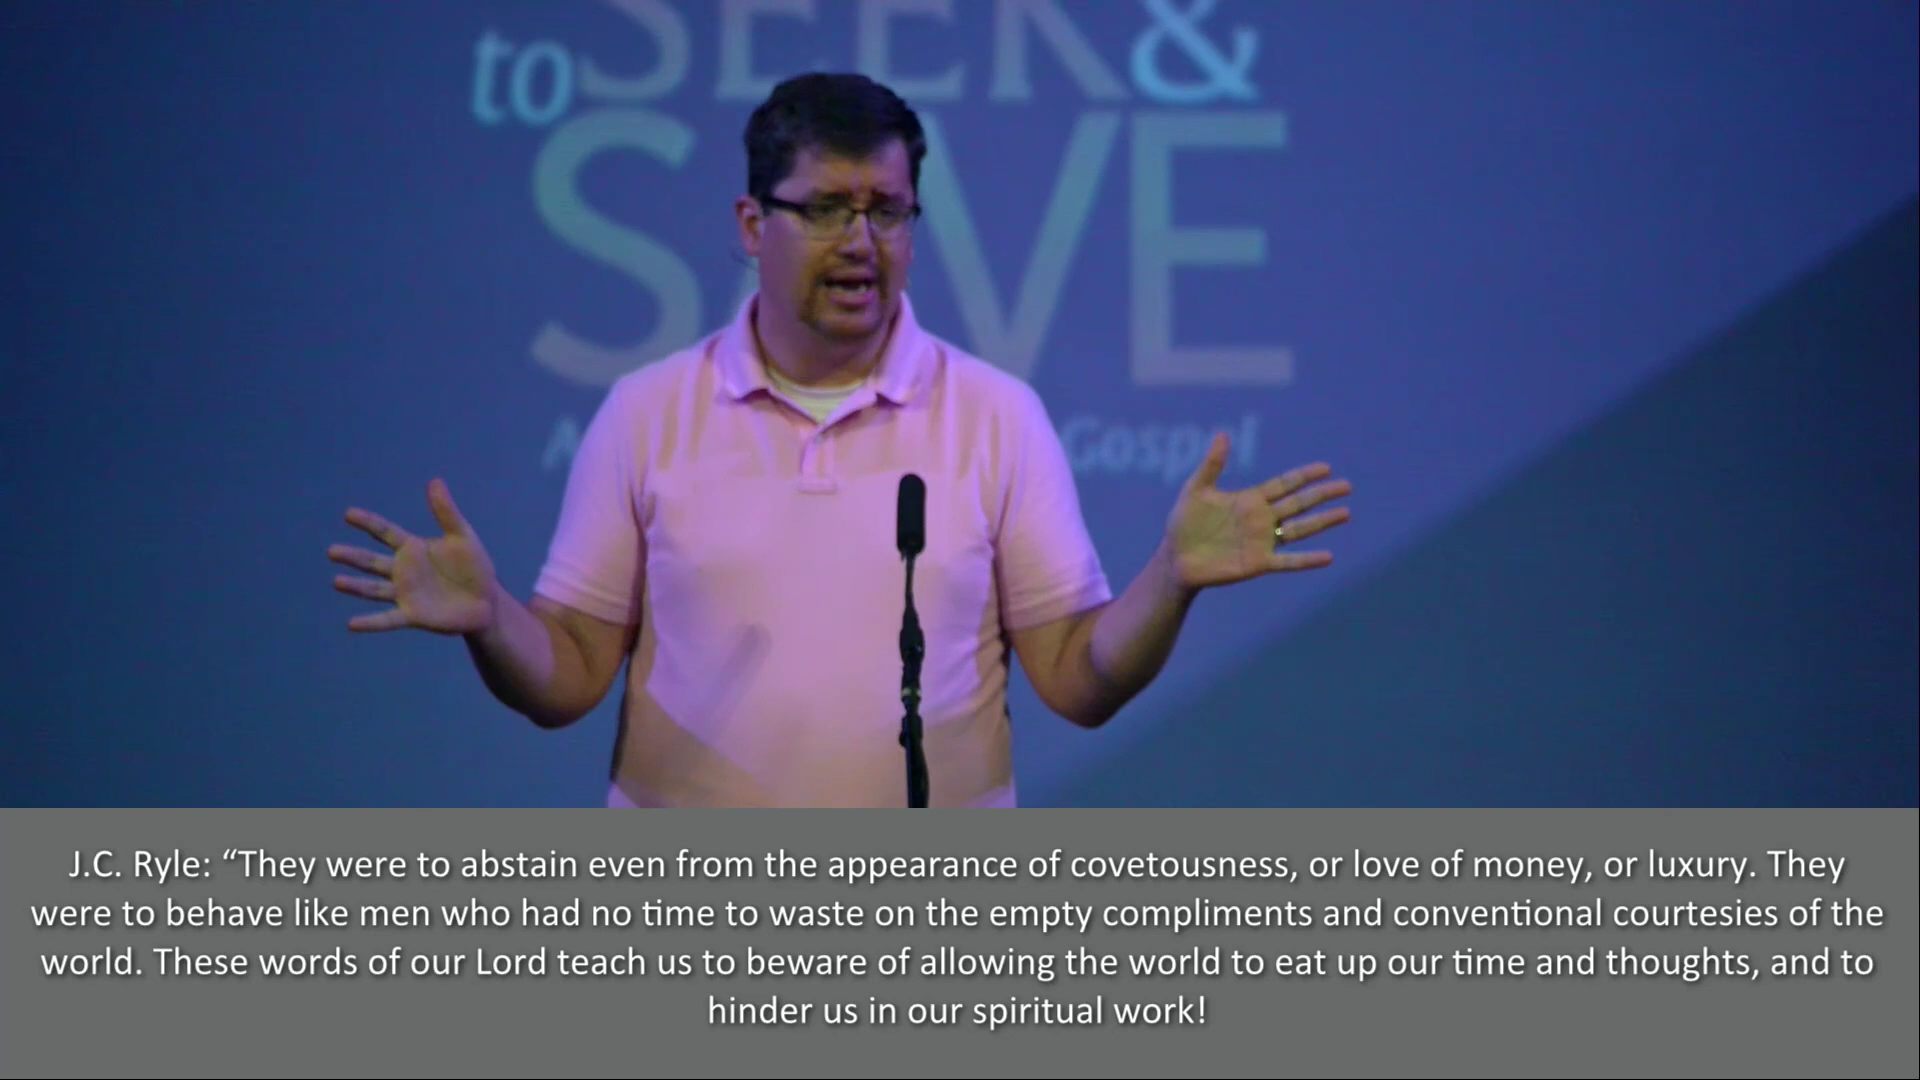 to SEEK &
Gospel
J.C. Ryle: “They were to abstain even from the appearance of covetousness, or love of money, or luxury. They
were to behave like men who had no time to waste on the empty compliments and conventional courtesies of the
world. These words of our Lord teach us to beware of allowing the world to eat up our time and thoughts, and to
hinder us in our spiritual work!